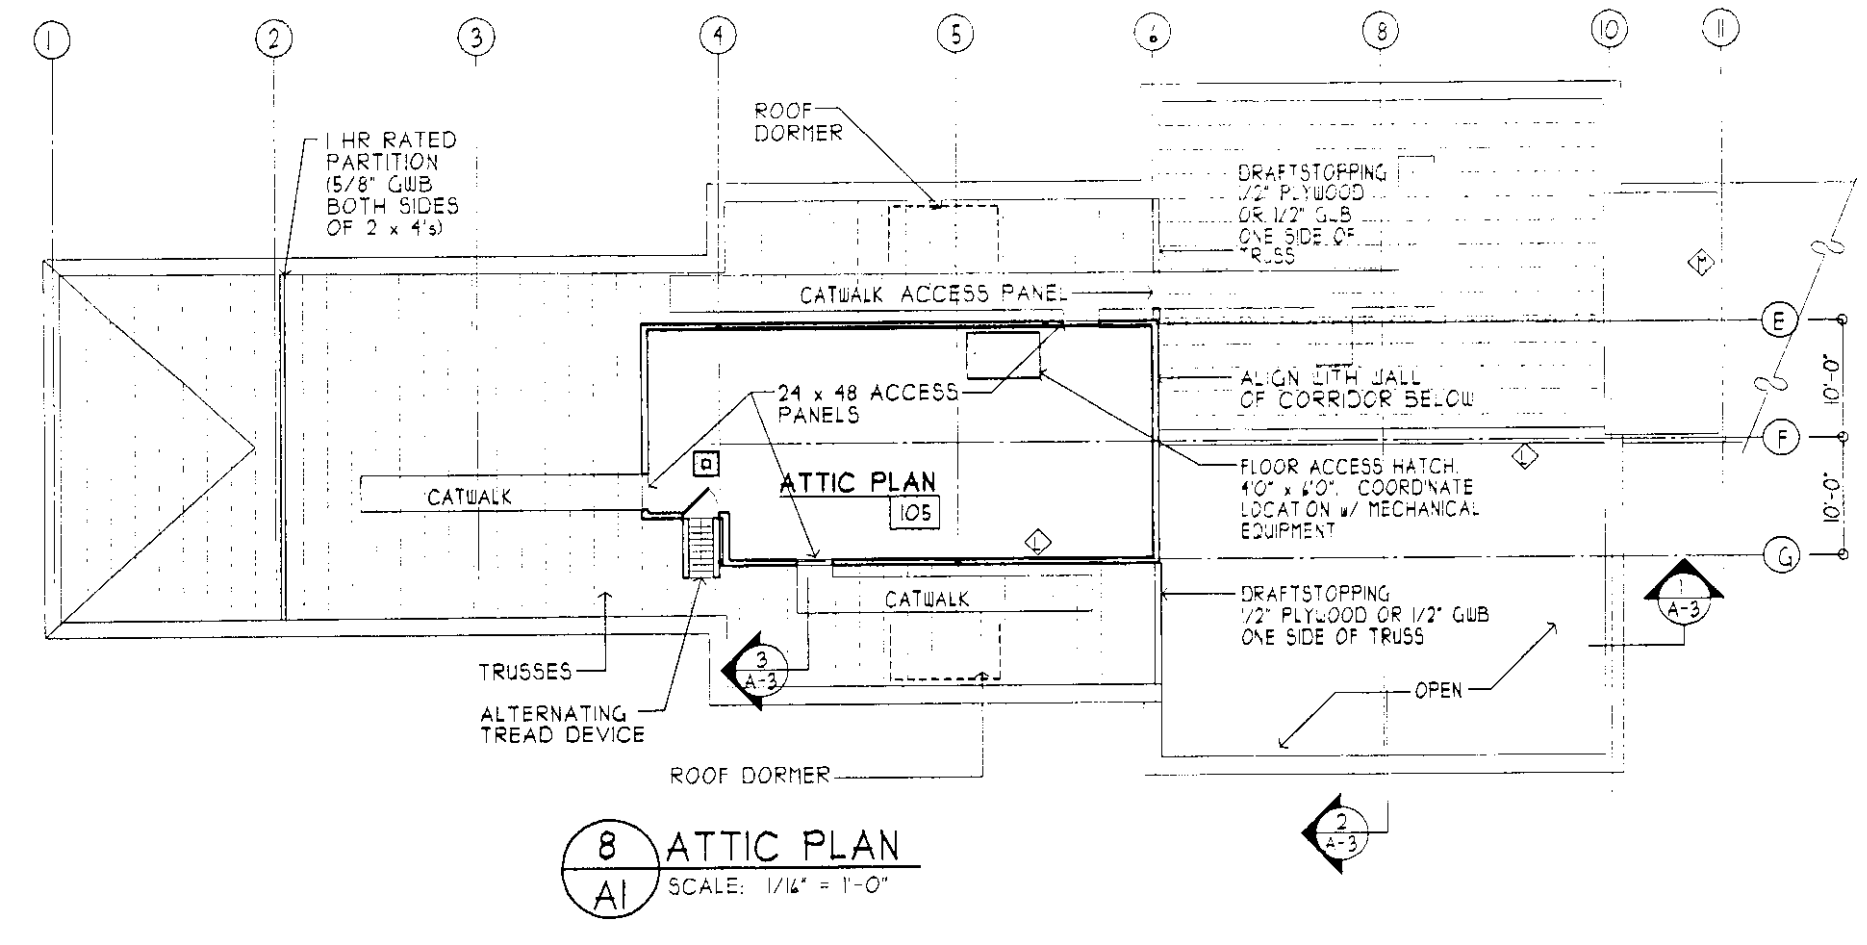 1 2 3 4 5 6 8 10 11
ROOF
DORMER
1 HR RATED
PARTITION
(5/8" GWB
BOTH SIDES
OF 2 x 4's)
DRAFTSTOPPING
1/2" PLYWOOD
OR 1/2" GWB
ONE SIDE OF
TRUSS
M
CATWALK ACCESS PANEL
E
10'-0"
24 x 48 ACCESS
PANELS
ALIGN WITH WALL
OF CORRIDOR BELOW
F
L
CATWALK
ATTIC PLAN
105
FLOOR ACCESS HATCH.
4'0" x 6'0". COORDINATE
LOCATION w/ MECHANICAL
EQUIPMENT
10'-0"
L
G
CATWALK
DRAFTSTOPPING
1/2" PLYWOOD OR 1/2" GWB
ONE SIDE OF TRUSS
1
A-3
TRUSSES
3
A-3
OPEN
ALTERNATING
TREAD DEVICE
ROOF DORMER
2
A-3
8
A1
ATTIC PLAN
SCALE: 1/16" = 1'-0"